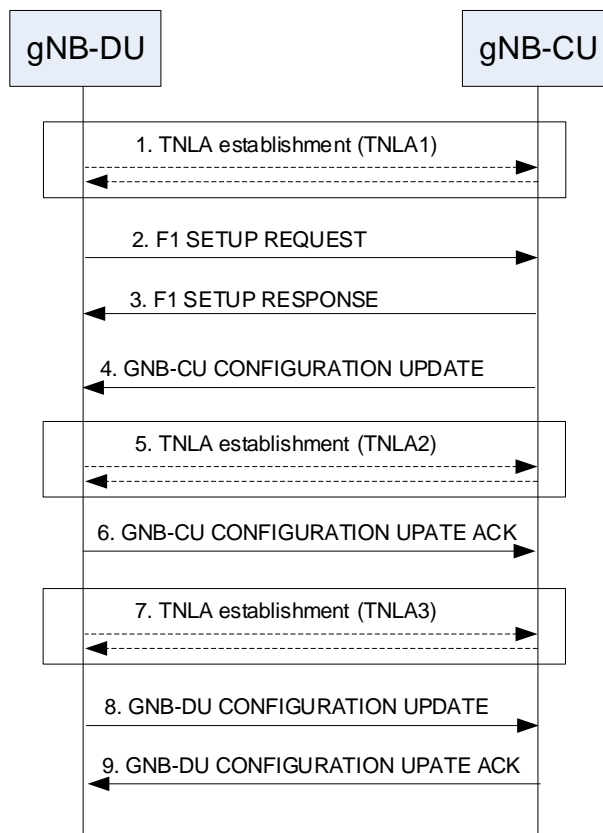 gNB-DU
gNB-CU
1. TNLA establishment (TNLA1)
2. F1 SETUP REQUEST
3. F1 SETUP RESPONSE
4. GNB-CU CONFIGURATION UPDATE
5. TNLA establishment (TNLA2)
6. GNB-CU CONFIGURATION UPATE ACK
7. TNLA establishment (TNLA3)
8. GNB-DU CONFIGURATION UPDATE
9. GNB-DU CONFIGURATION UPATE ACK